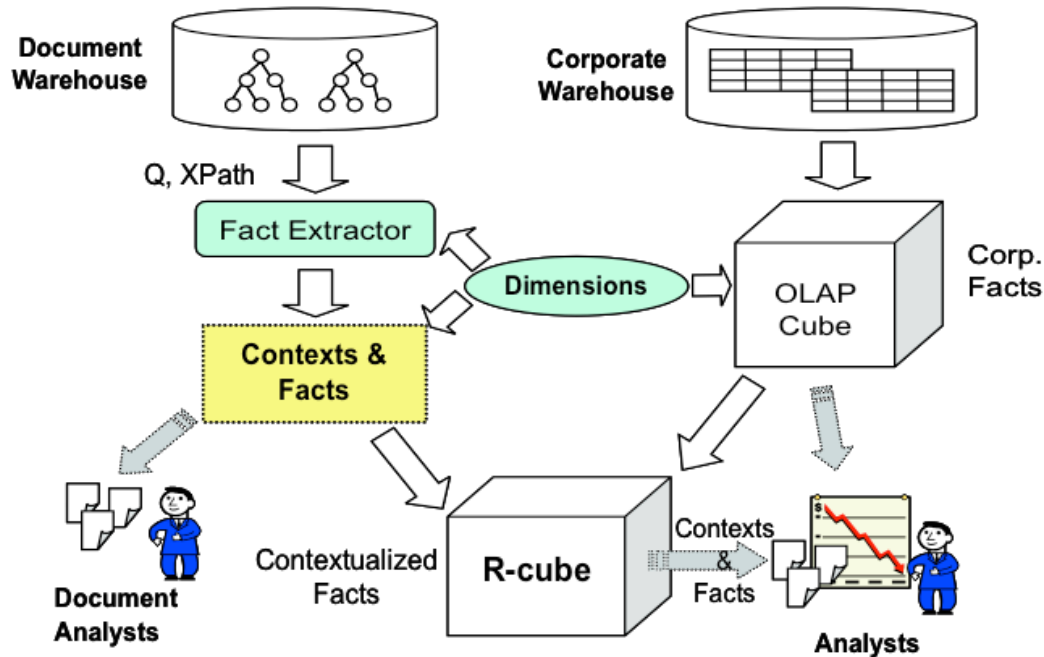 Document
Warehouse
Corporate
Warehouse
Q, XPath
Fact Extractor
Dimensions
OLAP
Cube
Corp.
Facts
Contexts &
Facts
Contextualized
Facts
R-cube
Contexts
&
Facts
$
Document
Analysts
Analysts